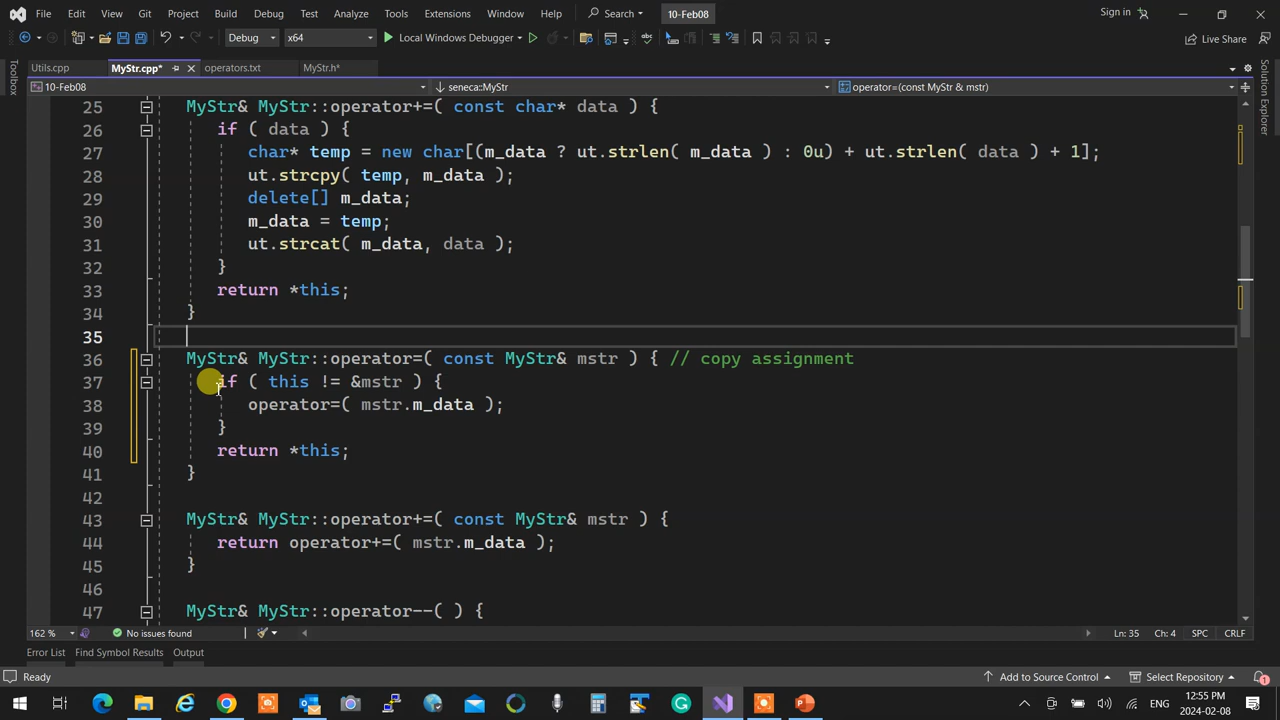 File Edit View Git Project Build Debug Test Analyze Tools Extensions Window Help Search 10-Feb08 Sign in
Debug x64 Local Windows Debugger Live Share
Toolbox
Utils.cpp MyStr.cpp* operators.txt MyStr.h*
Solution Explorer
10-Feb08 seneca::MyStr operator=(const MyStr & mstr)
25 MyStr& MyStr::operator+=( const char* data ) {
26 if ( data ) {
27 char* temp = new char[(m_data ? ut.strlen( m_data ) : 0u) + ut.strlen( data ) + 1];
28 ut.strcpy( temp, m_data );
29 delete[] m_data;
30 m_data = temp;
31 ut.strcat( m_data, data );
32 }
33 return *this;
34 }
35
36 MyStr& MyStr::operator=( const MyStr& mstr ) { // copy assignment
37 if ( this != &mstr ) {
38 operator=( mstr.m_data );
39 }
40 return *this;
41 }
42
43 MyStr& MyStr::operator+=( const MyStr& mstr ) {
44 return operator+=( mstr.m_data );
45 }
46
47 MyStr& MyStr::operator--( ) {
162 % No issues found Ln: 35 Ch: 4 SPC CRLF
Error List Find Symbol Results Output
Ready Add to Source Control Select Repository 1
ENG 12:55 PM
2024-02-08